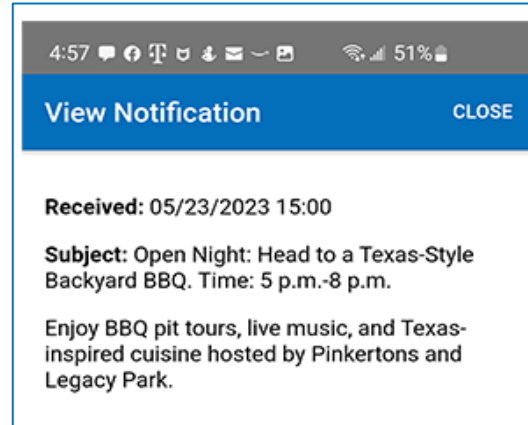 4:57 51%
View Notification CLOSE
Received: 05/23/2023 15:00
Subject: Open Night: Head to a Texas-Style
Backyard BBQ. Time: 5 p.m.-8 p.m.
Enjoy BBQ pit tours, live music, and Texas-
inspired cuisine hosted by Pinkertons and
Legacy Park.